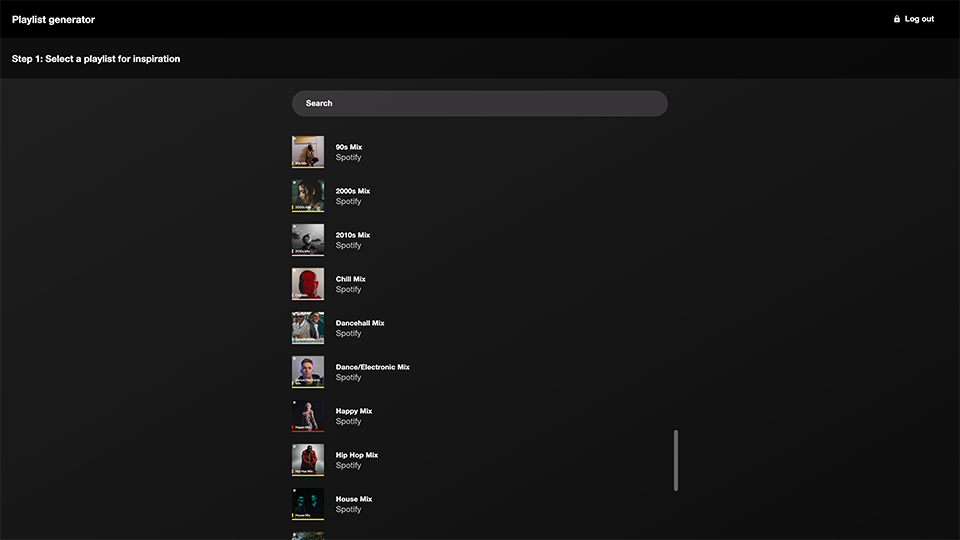 Playlist generator
Log out
Step 1: Select a playlist for inspiration
Search
90s Mix
Spotify
2000s Mix
Spotify
2010s Mix
Spotify
Chill Mix
Spotify
Dancehall Mix
Spotify
Dance/Electronic Mix
Spotify
Happy Mix
Spotify
Hip Hop Mix
Spotify
House Mix
Spotify